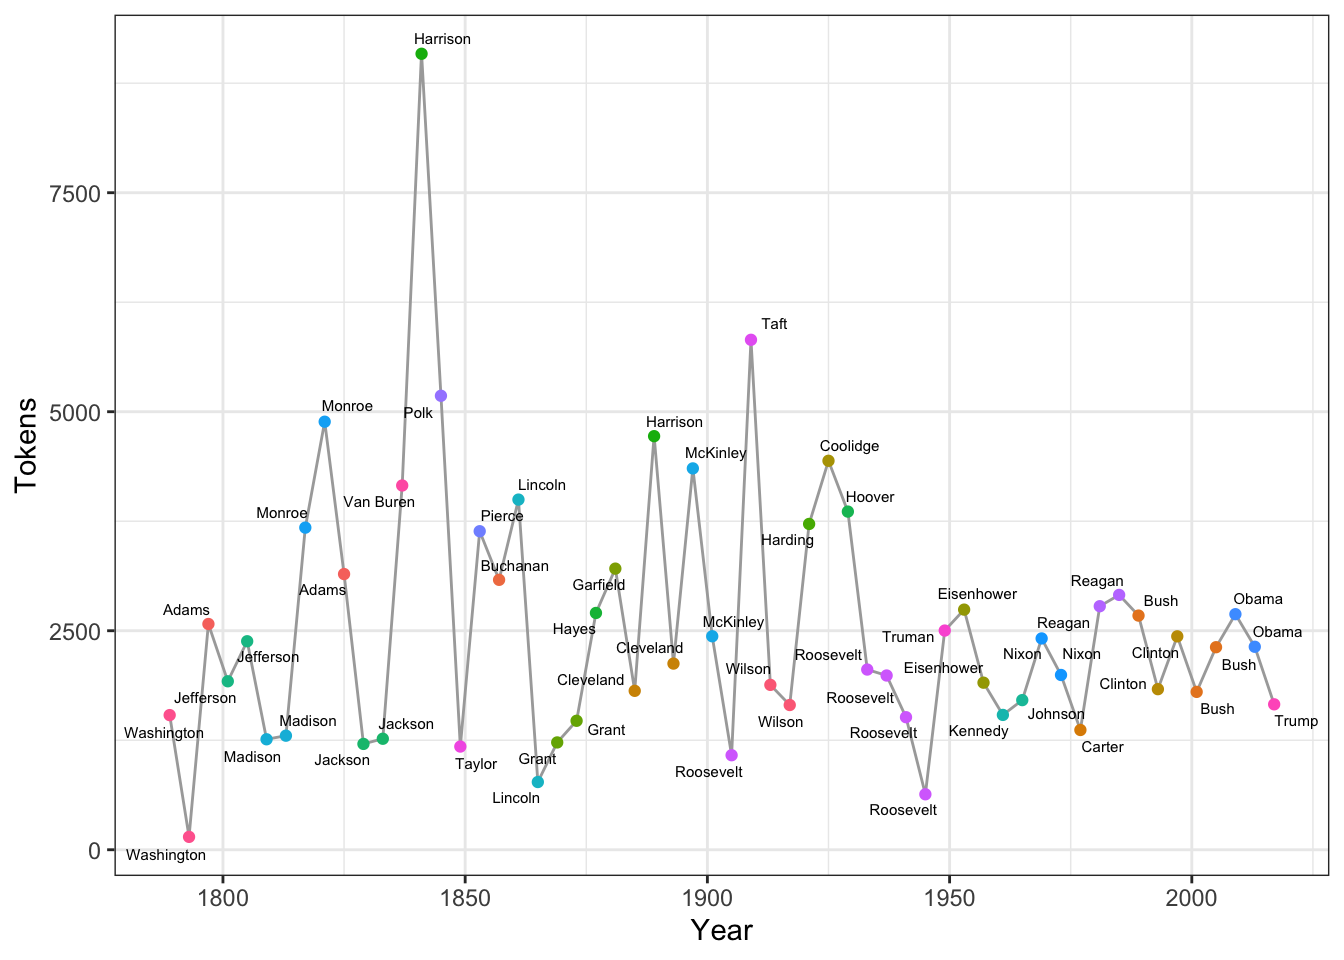 Harrison
7500
Taft
5000
Monroe
Polk
Harrison
Coolidge
McKinley
Lincoln
Hoover
Van Buren
Monroe
Pierce
Harding
Buchanan
Garfield
Reagan
Adams
Eisenhower
Bush
Obama
Adams
2500
McKinley
Reagan
Hayes
Obama
Truman
Cleveland
Jefferson
Roosevelt
Nixon
Nixon
Clinton
Wilson
Eisenhower
Bush
Cleveland
Clinton
Jefferson
Roosevelt
Bush
Johnson
Madison
Wilson
Trump
Jackson
Grant
Washington
Roosevelt
Kennedy
Carter
Madison
Grant
Jackson
Taylor
Roosevelt
Lincoln
Roosevelt
0
Washington
Tokens
1800
1850
1900
1950
2000
Year